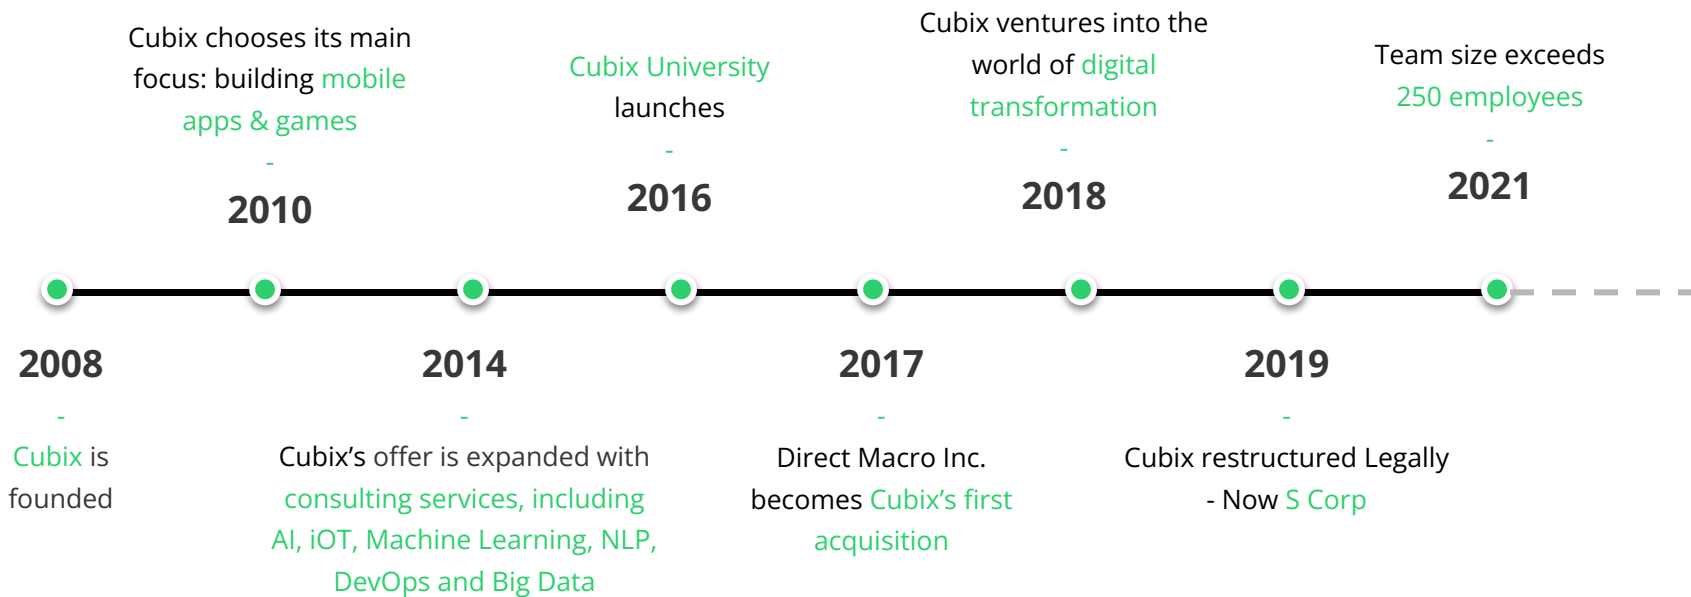 Cubix chooses its main
focus: building mobile
apps & games
-
2010
Cubix University
launches
-
2016
Cubix ventures into the
world of digital
transformation
-
2018
Team size exceeds
250 employees
-
2021
2008
-
Cubix is
founded
2014
-
Cubix’s offer is expanded with
consulting services, including
AI, iOT, Machine Learning, NLP,
DevOps and Big Data
2017
-
Direct Macro Inc.
becomes Cubix’s first
acquisition
2019
-
Cubix restructured Legally
- Now S Corp